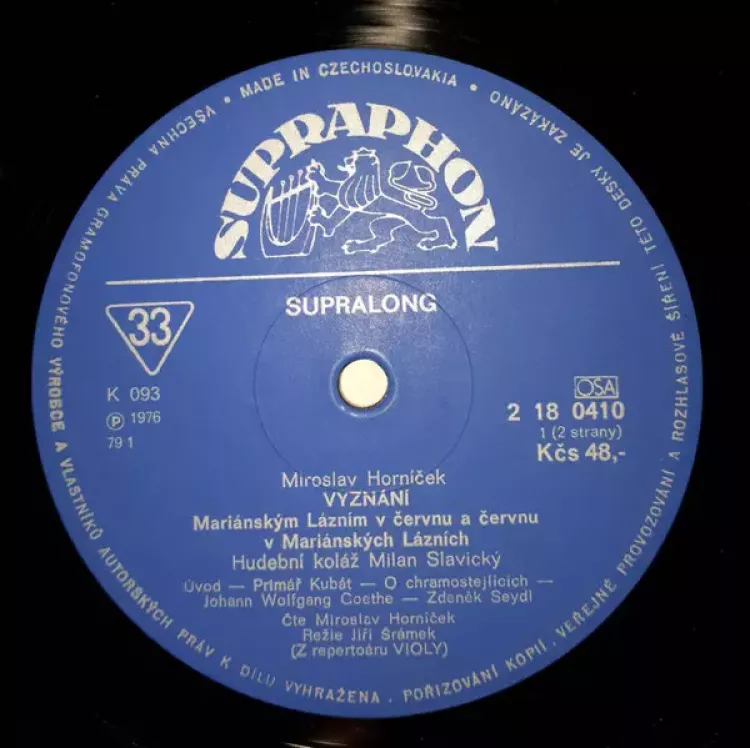 VŠECHNA PRÁVA GRAMOFONOVÉHO VÝROBCE A VLASTNÍKŮ AUTORSKÝCH PRÁV K DÍLU VYHRAŽENA. POŘIZOVÁNÍ KOPIÍ, VEŘEJNÉ PROVOZOVÁNÍ A ROZHLASOVÉ ŠÍŘENÍ TÉTO DESKY JE ZAKÁZÁNO • MADE IN CZECHOSLOVAKIA •
SUPRAPHON
SUPRALONG
33
K 093
Ⓟ 1976
79 1
OSA
2 18 0410
1 (2 strany)
Kčs 48,-
Miroslav Horníček
VYZNÁNÍ
Mariánským Lázním v červnu a červnu
v Mariánských Lázních
Hudební koláž Milan Slavický
Úvod — Primář Kubát — O chramostejlicích —
Johann Wolfgang Goethe — Zdeněk Seydl
Čte Miroslav Horníček
Režie Jiří Šrámek
(Z repertoáru VIOLY)